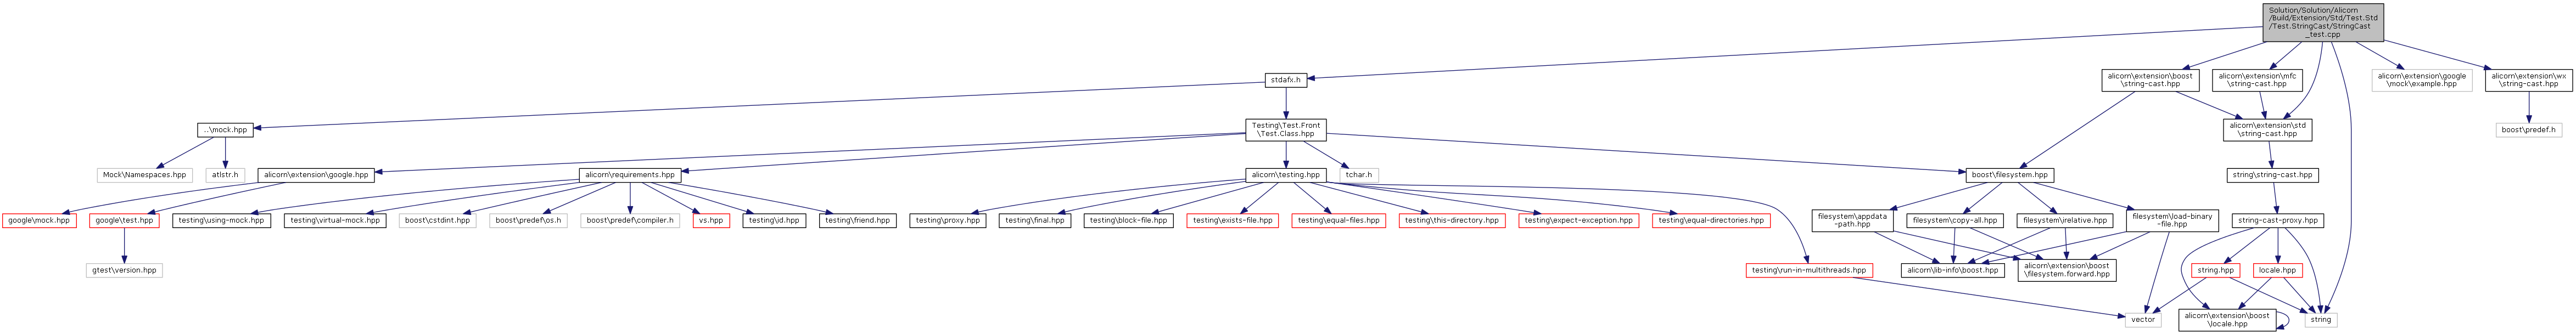 Solution/Solution/Alicorn
/Build/Extension/Std/Test.Std
/Test.StringCast/StringCast
_test.cpp
stdafx.h
alicorn\extension\boost
\string-cast.hpp
alicorn\extension\mfc
\string-cast.hpp
alicorn\extension\google
\mock\example.hpp
alicorn\extension\wx
\string-cast.hpp
..\mock.hpp
Testing\Test.Front
\Test.Class.hpp
alicorn\extension\std
\string-cast.hpp
boost\predef.h
Mock\Namespaces.hpp
atlstr.h
alicorn\extension\google.hpp
alicorn\requirements.hpp
alicorn\testing.hpp
tchar.h
boost\filesystem.hpp
string\string-cast.hpp
google\mock.hpp
google\test.hpp
testing\using-mock.hpp
testing\virtual-mock.hpp
boost\cstdint.hpp
boost\predef\os.h
boost\predef\compiler.h
vs.hpp
testing\id.hpp
testing\friend.hpp
testing\proxy.hpp
testing\final.hpp
testing\block-file.hpp
testing\exists-file.hpp
testing\equal-files.hpp
testing\this-directory.hpp
testing\expect-exception.hpp
testing\equal-directories.hpp
filesystem\appdata
-path.hpp
filesystem\copy-all.hpp
filesystem\irelative.hpp
filesystem\load-binary
-file.hpp
string-cast-proxy.hpp
gtest\version.hpp
testing\run-in-multithreads.hpp
alicorn\lib-info\boost.hpp
alicorn\extension\boost
\filesystem.forward.hpp
string.hpp
locale.hpp
vector
alicorn\extension\boost
\locale.hpp
string